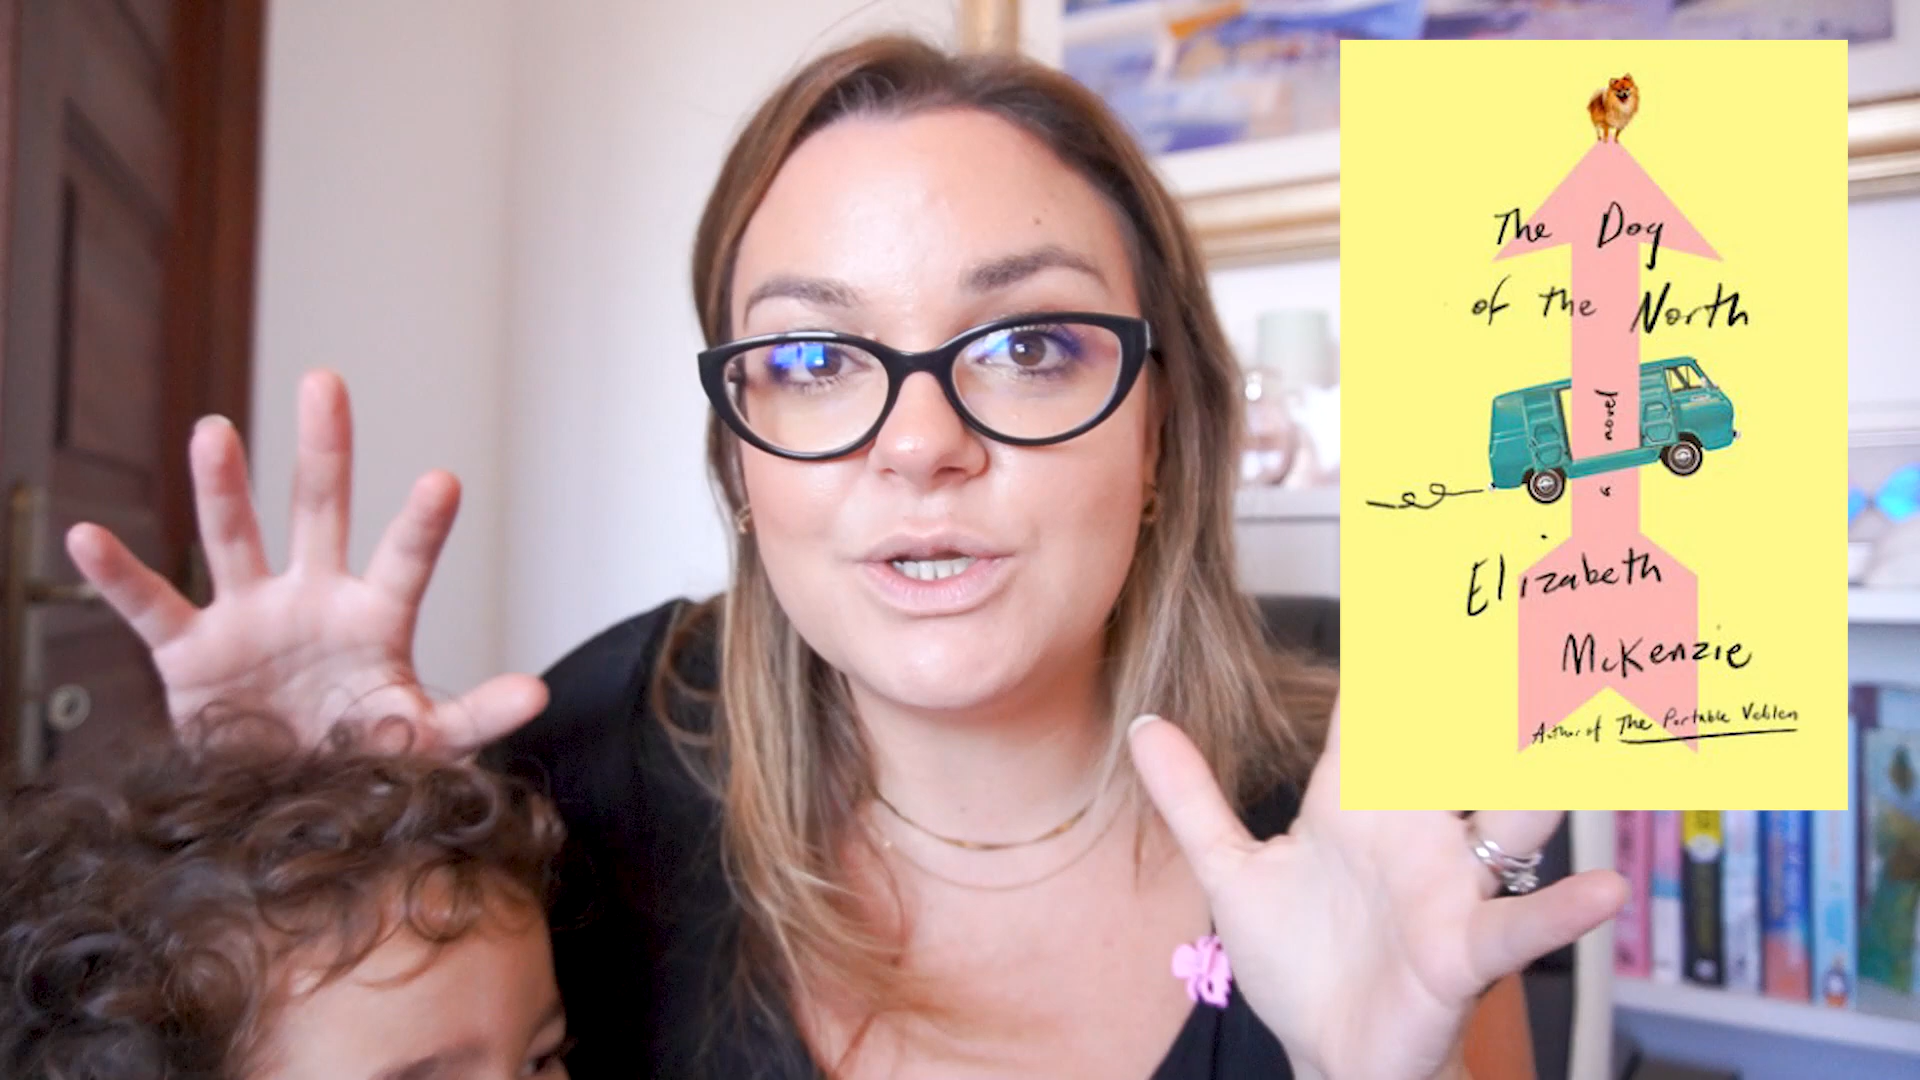 The Dog
of the North
a novel
Elizabeth
McKenzie
Author of The Portable Veblen